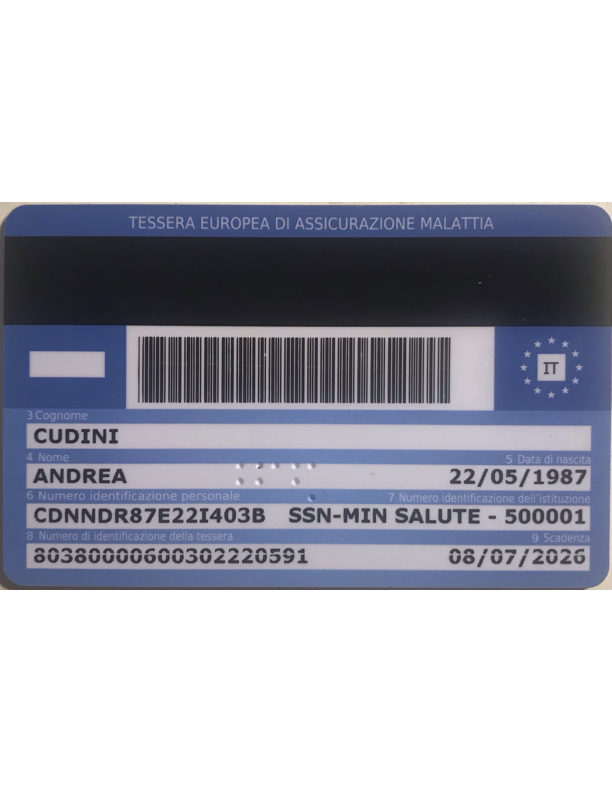 TESSERA EUROPEA DI ASSICURAZIONE MALATTIA
IT
3 Cognome
CUDINI
4 Nome 5 Data di nascita
ANDREA 22/05/1987
6 Numero identificazione personale 7 Numero identificazione dell'istituzione
CDNNDR87E22I403B SSN-MIN SALUTE - 500001
8 Numero di identificazione della tessera 9 Scadenza
80380000600302220591 08/07/2026